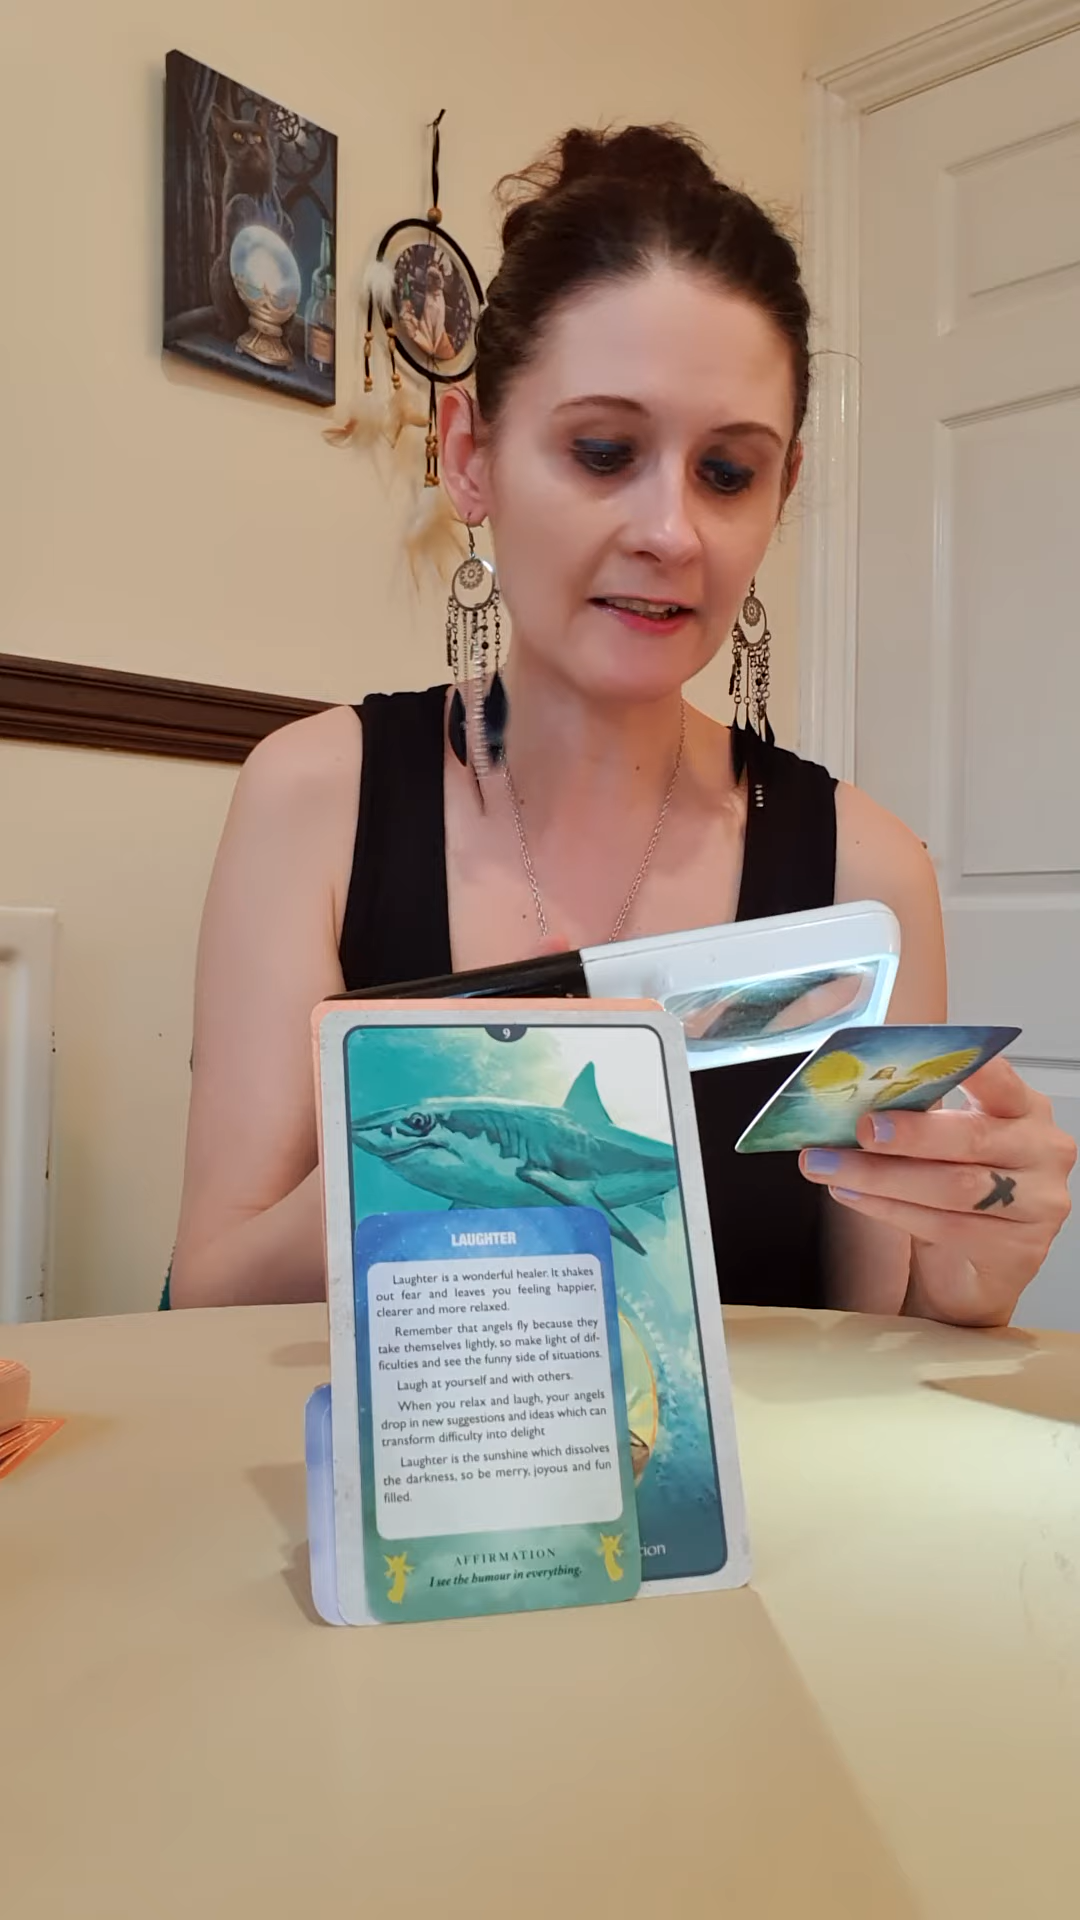 9
LAUGHTER
Laughter is a wonderful healer. It shakes
out fear and leaves you feeling happier,
clearer and more relaxed.
Remember that angels fly because they
take themselves lightly, so make light of dif-
ficulties and see the funny side of situations.
Laugh at yourself and with others.
When you relax and laugh, your angels
drop in new suggestions and ideas which can
transform difficulty into delight
Laughter is the sunshine which dissolves
the darkness, so be merry, joyous and fun
filled.
AFFIRMATION
I see the humour in everything.